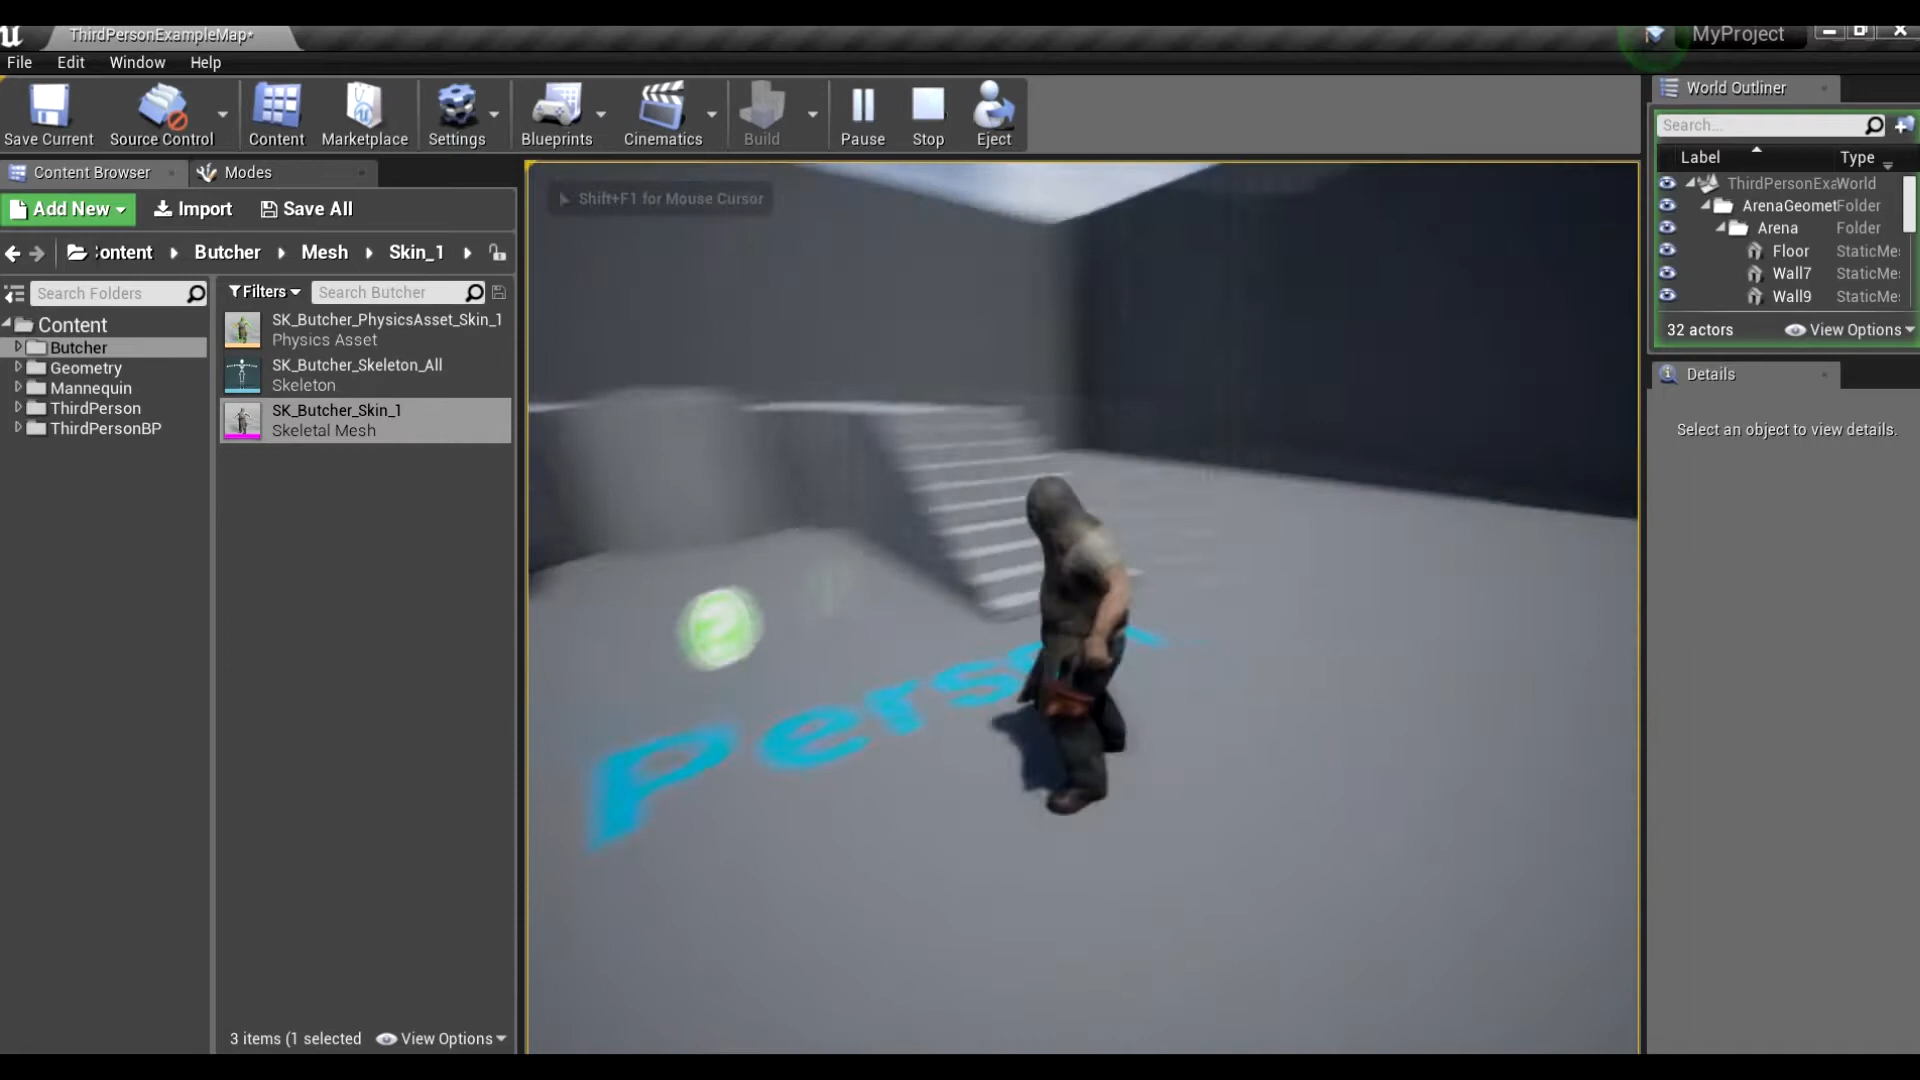 ThirdPersonExampleMap*
MyProject
File Edit Window Help
Save Current
Source Control
Content
Marketplace
Settings
Blueprints
Cinematics
Build
Pause
Stop
Eject
World Outliner
Search...
Label Type
ThirdPersonExa World
ArenaGeomet Folder
Arena Folder
Floor StaticMe
Wall7 StaticMe
Wall9 StaticMe
32 actors View Options
Details
Select an object to view details.
Content Browser
Modes
Add New Import Save All
ontent Butcher Mesh Skin_1
Search Folders
Filters
Search Butcher
Content
Butcher
Geometry
Mannequin
ThirdPerson
ThirdPersonBP
SK_Butcher_PhysicsAsset_Skin_1
Physics Asset
SK_Butcher_Skeleton_All
Skeleton
SK_Butcher_Skin_1
Skeletal Mesh
3 items (1 selected View Options
Shift+F1 for Mouse Cursor